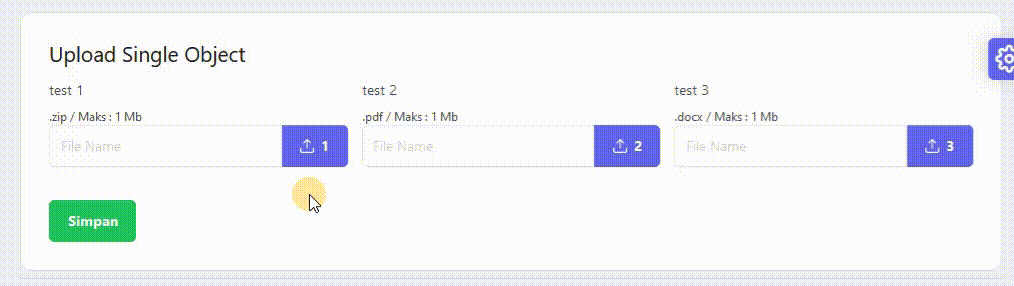 Upload Single Object
test 1 test 2 test 3
.zip / Maks : 1 Mb .pdf / Maks : 1 Mb .docx / Maks : 1 Mb
File Name 1 File Name 2 File Name 3
Simpan